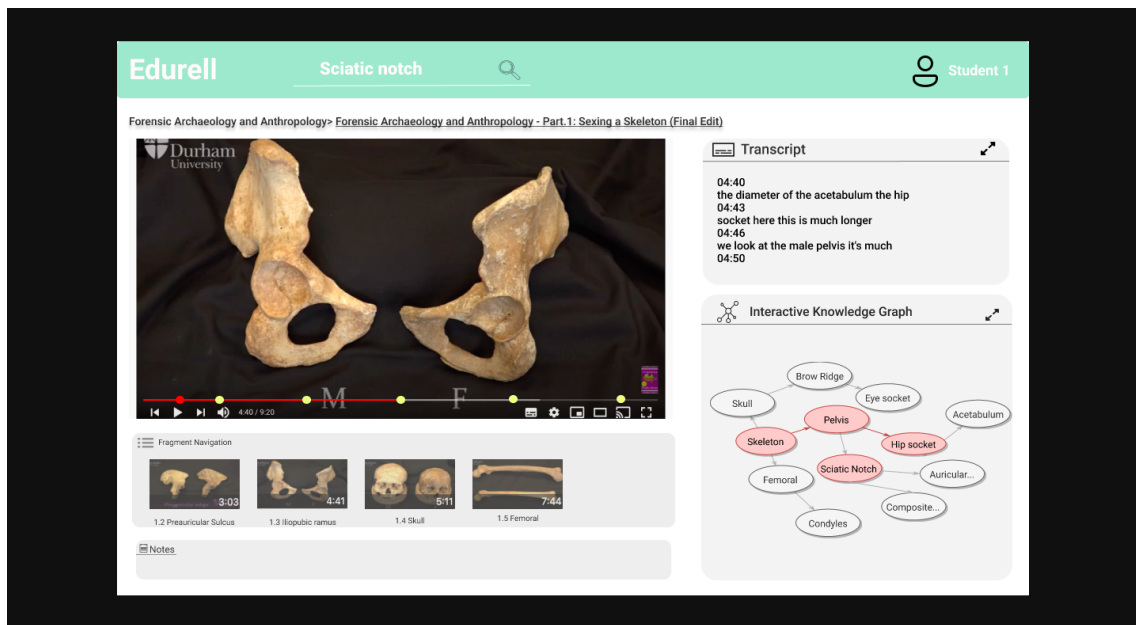 Edurell
Sciatic notch
Student 1
Forensic Archaeology and Anthropology> Forensic Archaeology and Anthropology - Part.1: Sexing a Skeleton (Final Edit)
Durham
University
M
F
4:40 / 9:20
Fragment Navigation
3:03
4:41
5:11
7:44
1.2 Preauricular Sulcus
1.3 Iliopubic ramus
1.4 Skull
1.5 Femoral
Notes
Transcript
04:40
the diameter of the acetabulum the hip
04:43
socket here this is much longer
04:46
we look at the male pelvis it's much
04:50
Interactive Knowledge Graph
Brow Ridge
Skull
Eye socket
Pelvis
Acetabulum
Skeleton
Hip socket
Sciatic Notch
Femoral
Auricular...
Composite...
Condyles